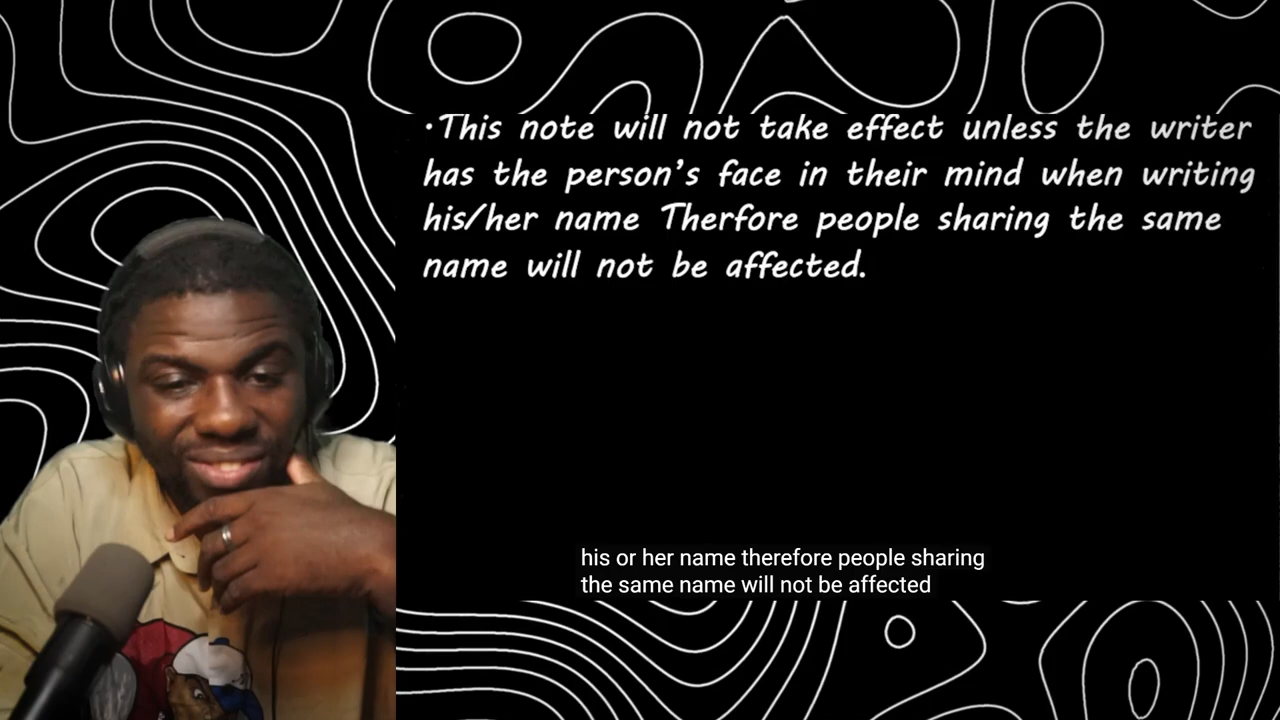 ·This note will not take effect unless the writer
has the person's face in their mind when writing
his/her name Therfore people sharing the same
name will not be affected.
his or her name therefore people sharing
the same name will not be affected